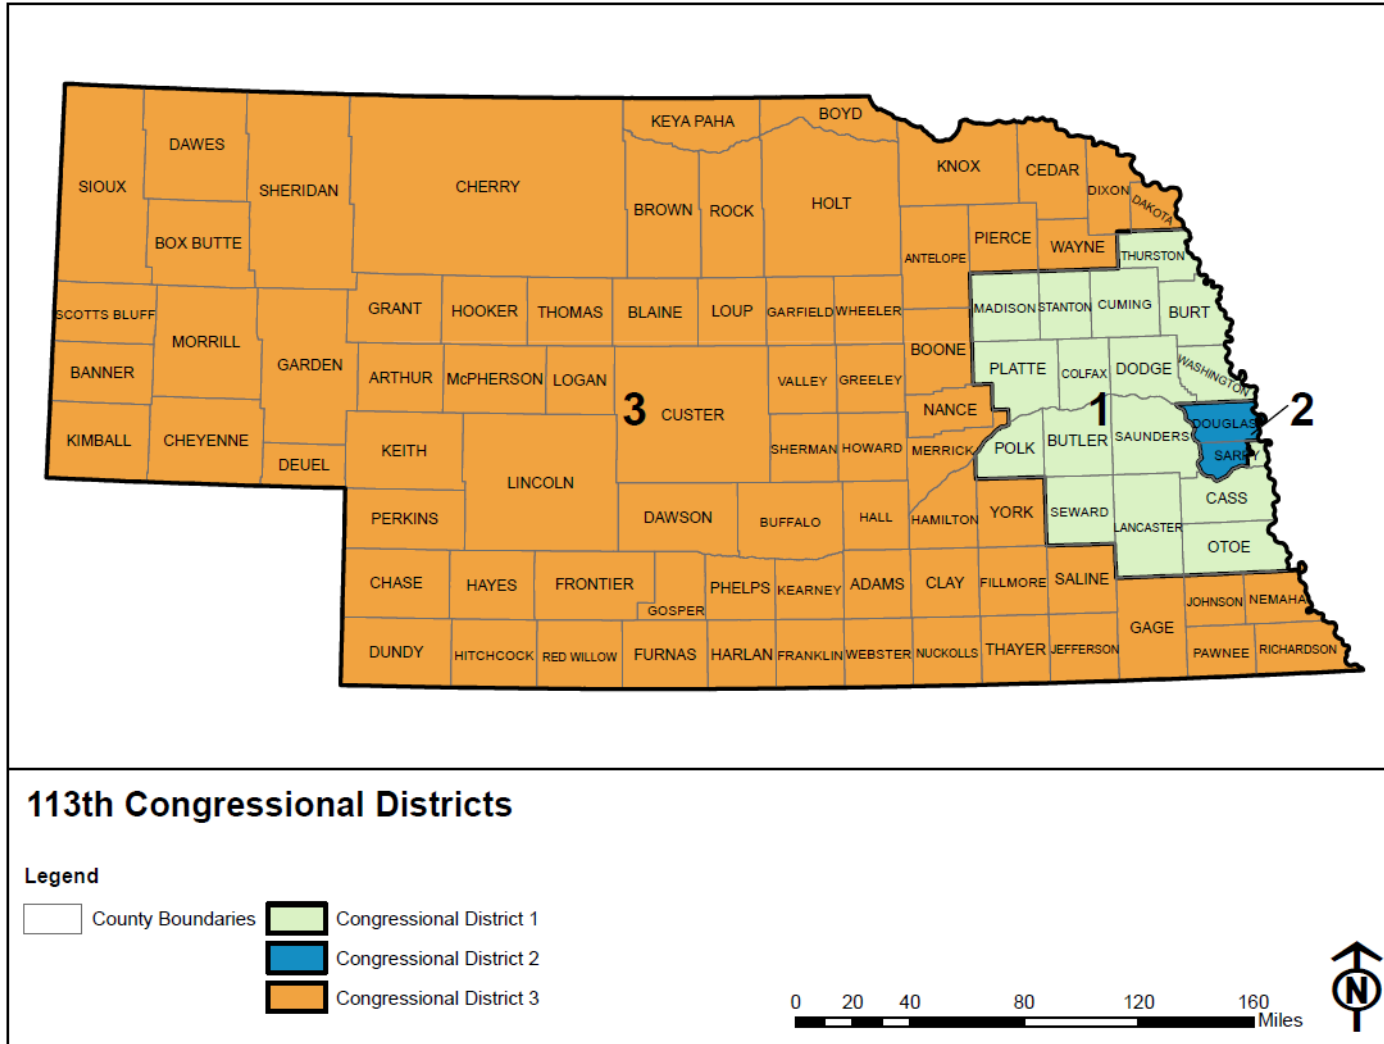 KEYA PAHA
BOYD
DAWES
KNOX
CEDAR
SIOUX
SHERIDAN
CHERRY
DIXON
DAKOTA
BROWN
ROCK
HOLT
BOX BUTTE
PIERCE
WAYNE
ANTELOPE
THURSTON
SCOTTS BLUFF
GRANT
HOOKER
THOMAS
BLAINE
LOUP
GARFIELD
WHEELER
MADISON
STANTON
CUMING
BURT
MORRILL
GARDEN
BOONE
BANNER
ARTHUR
McPHERSON
LOGAN
VALLEY
GREELEY
PLATTE
COLFAX
DODGE
WASHINGTON
3
CUSTER
NANCE
1
2
DOUGLAS
KIMBALL
CHEYENNE
KEITH
SHERMAN
HOWARD
MERRICK
POLK
BUTLER
SAUNDERS
SARPY
DEUEL
LINCOLN
CASS
PERKINS
DAWSON
BUFFALO
HALL
HAMILTON
YORK
SEWARD
LANCASTER
OTOE
CHASE
HAYES
FRONTIER
GOSPER
PHELPS
KEARNEY
ADAMS
CLAY
FILLMORE
SALINE
JOHNSON
NEMAHA
GAGE
DUNDY
HITCHCOCK
RED WILLOW
FURNAS
HARLAN
FRANKLIN
WEBSTER
NUCKOLLS
THAYER
JEFFERSON
PAWNEE
RICHARDSON
113th Congressional Districts
Legend
County Boundaries
Congressional District 1
Congressional District 2
Congressional District 3
0 20 40 80 120 160
Miles
N